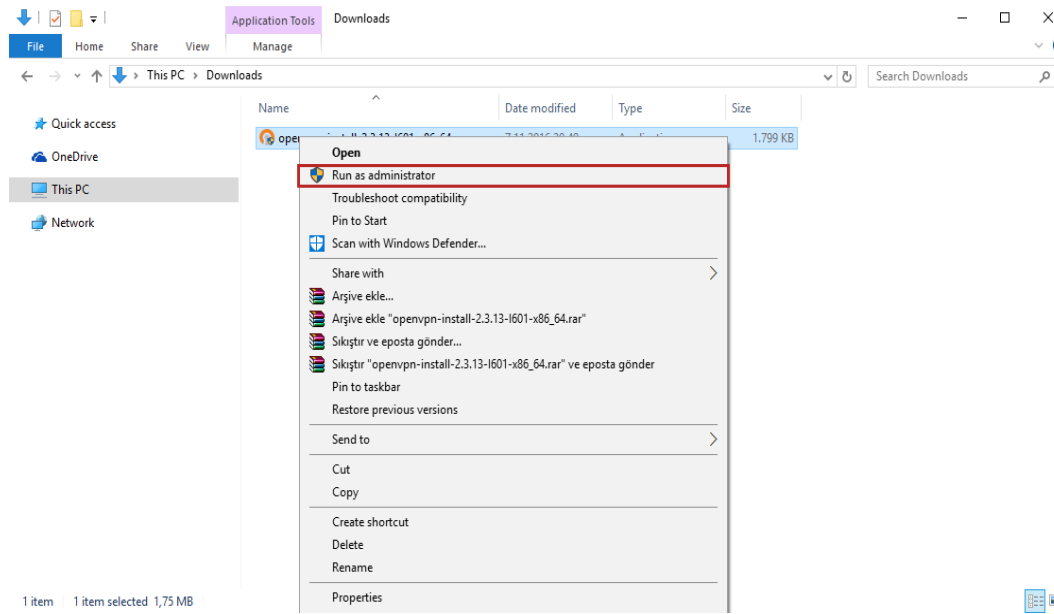 Application Tools Downloads
File Home Share View Manage
This PC Downloads Search Downloads
Name Date modified Type Size
Quick access
OneDrive
This PC
Network
1.799 KB
Open
Run as administrator
Troubleshoot compatibility
Pin to Start
Scan with Windows Defender...
Share with
Arşive ekle...
Arşive ekle "openvpn-install-2.3.13-I601-x86_64.rar"
Sıkıştır ve eposta gönder...
Sıkıştır "openvpn-install-2.3.13-I601-x86_64.rar" ve eposta gönder
Pin to taskbar
Restore previous versions
Send to
Cut
Copy
Create shortcut
Delete
Rename
Properties
1 item 1 item selected 1,75 MB